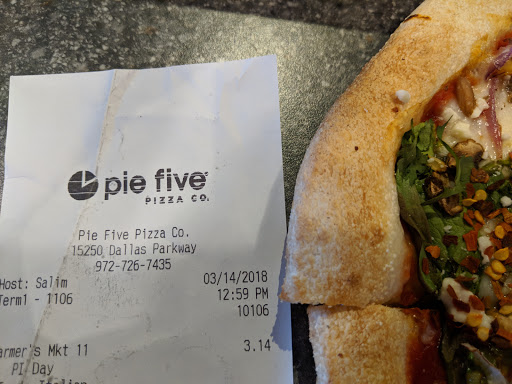 pie five
PIZZA CO.
Pie Five Pizza Co.
15250 Dallas Parkway
972-726-7435
Host: Salim 03/14/2018
Term1 - 1106 12:59 PM
10106
armer's Mkt 11 3.14
PI Day
Italian